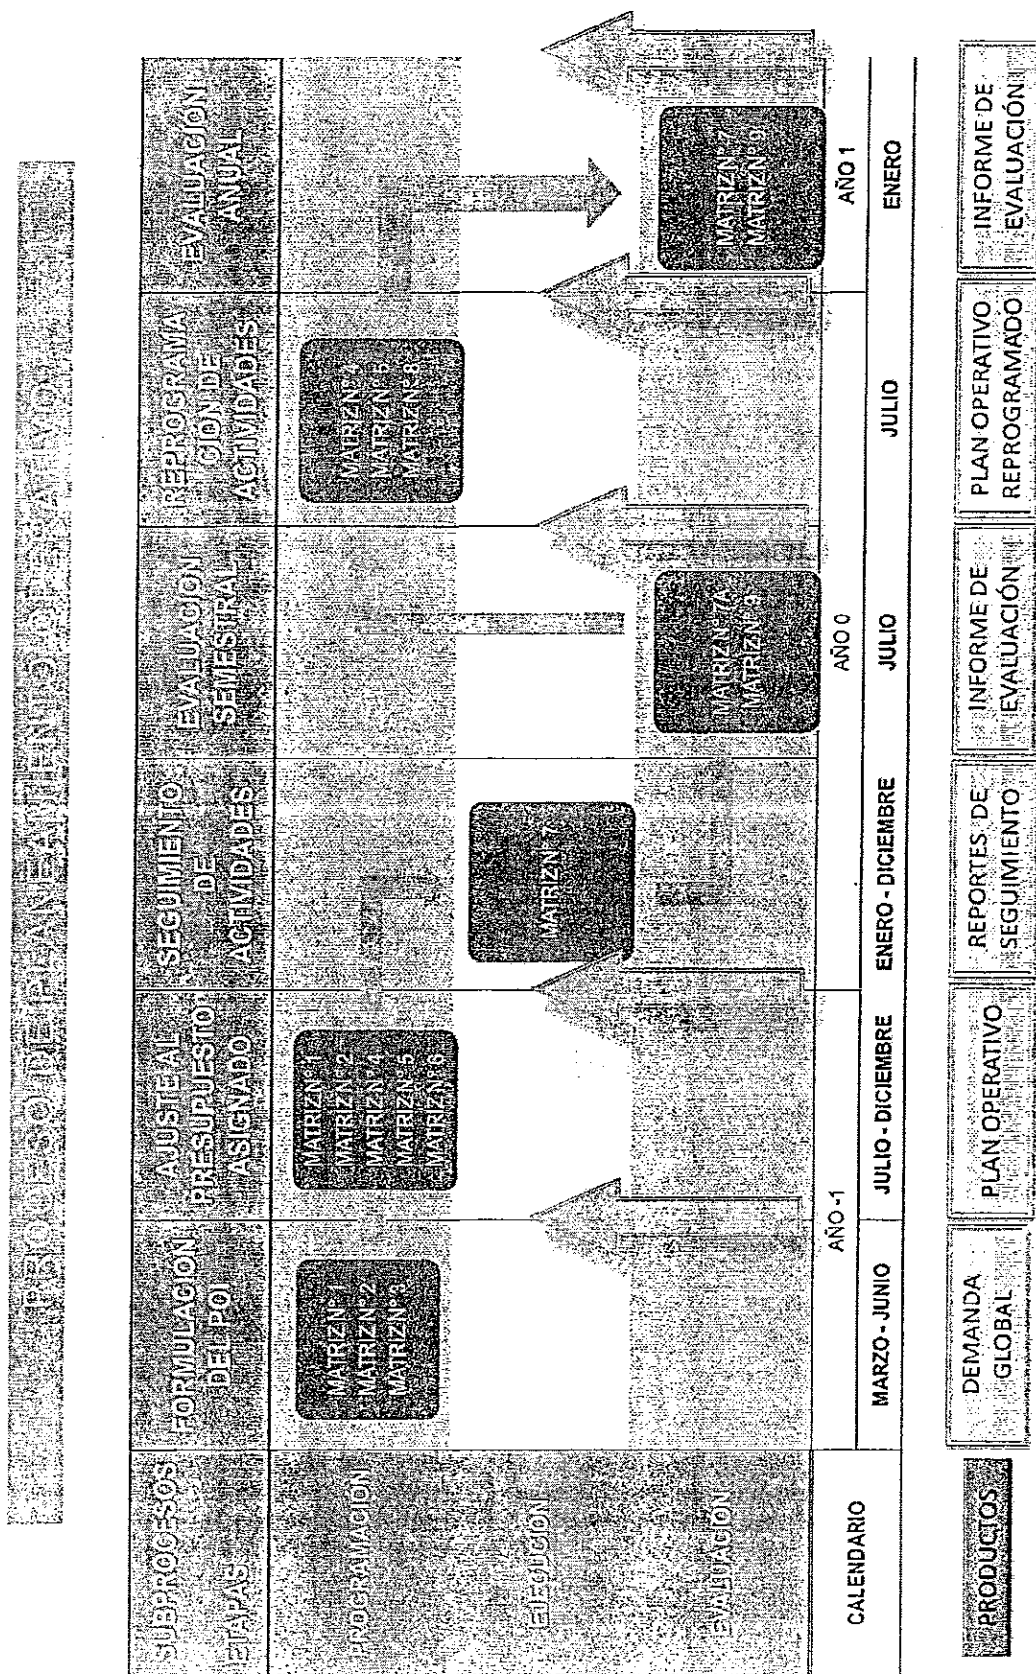 PROCESO DE PLANEAMIENTO OPERATIVO
SUBPROCESOS
ETAPAS
FORMULACIÓN
DEL POI
AJUSTE AL
PRESUPUESTO
ASIGNADO
SEGUIMIENTO
DE
ACTIVIDADES
EVALUACION
SEMESTRAL
REPROGRAMA
CIÓN DE
ACTIVIDADES
EVALUACIÓN
ANUAL
PROGRAMACIÓN
MATRIZ Nº 1
MATRIZ Nº 2
MATRIZ Nº 3
MATRIZ Nº 1
MATRIZ Nº 2
MATRIZ Nº 4
MATRIZ Nº 5
MATRIZ Nº 6
MATRIZ Nº 4
MATRIZ Nº 5
MATRIZ Nº 8
EJECUCIÓN
MATRIZ Nº 7
EVALUACIÓN
MATRIZ Nº 7A
MATRIZ Nº 9
MATRIZ Nº 7
MATRIZ Nº 9
CALENDARIO
AÑO -1
AÑO 0
AÑO 1
MARZO - JUNIO
JULIO - DICIEMBRE
ENERO - DICIEMBRE
JULIO
JULIO
ENERO
PRODUCTOS
DEMANDA
GLOBAL
PLAN OPERATIVO
REPORTES DE
SEGUIMIENTO
INFORME DE
EVALUACIÓN
PLAN OPERATIVO
REPROGRAMADO
INFORME DE
EVALUACIÓN